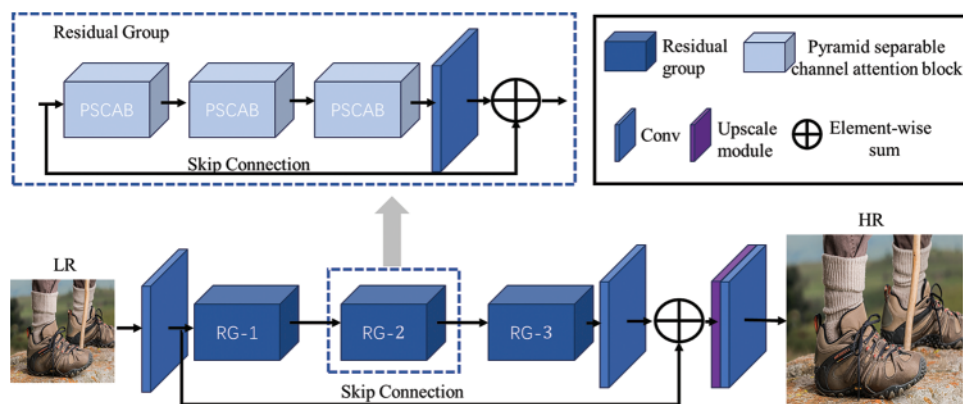 Residual Group
PSCAB
PSCAB
PSCAB
Skip Connection
Residual
group
Pyramid separable
channel attention block
Conv
Upscale
module
Element-wise
sum
LR
RG-1
RG-2
RG-3
Skip Connection
HR